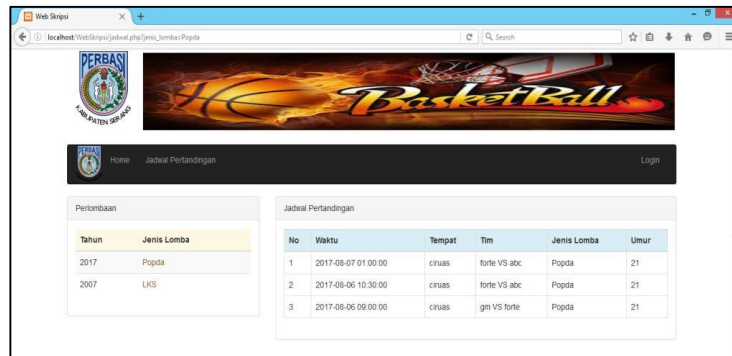 Web Skripsi
localhost/WebSkripsi/jadwal.php?jenis_lomba=Popda
Search
PERBASI
KABUPATEN SERANG
BasketBall
PERBASI
Home Jadwal Pertandingan Login
Perlombaan
Tahun Jenis Lomba
2017 Popda
2007 LKS
Jadwal Pertandingan
No Waktu Tempat Tim Jenis Lomba Umur
1 2017-08-07 01:00:00 ciruas forte VS abc Popda 21
2 2017-08-06 10:30:00 ciruas forte VS abc Popda 21
3 2017-08-06 09:00:00 ciruas gm VS forte Popda 21